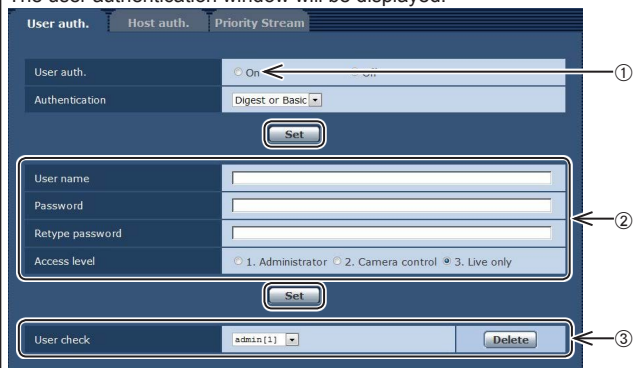 The user authentication window will be displayed.
User auth. Host auth. Priority Stream
User auth. On Off ①
Authentication Digest or Basic
Set
User name
Password
②
Retype password
Access level 1. Administrator 2. Camera control 3. Live only
Set
User check admin[1] Delete ③